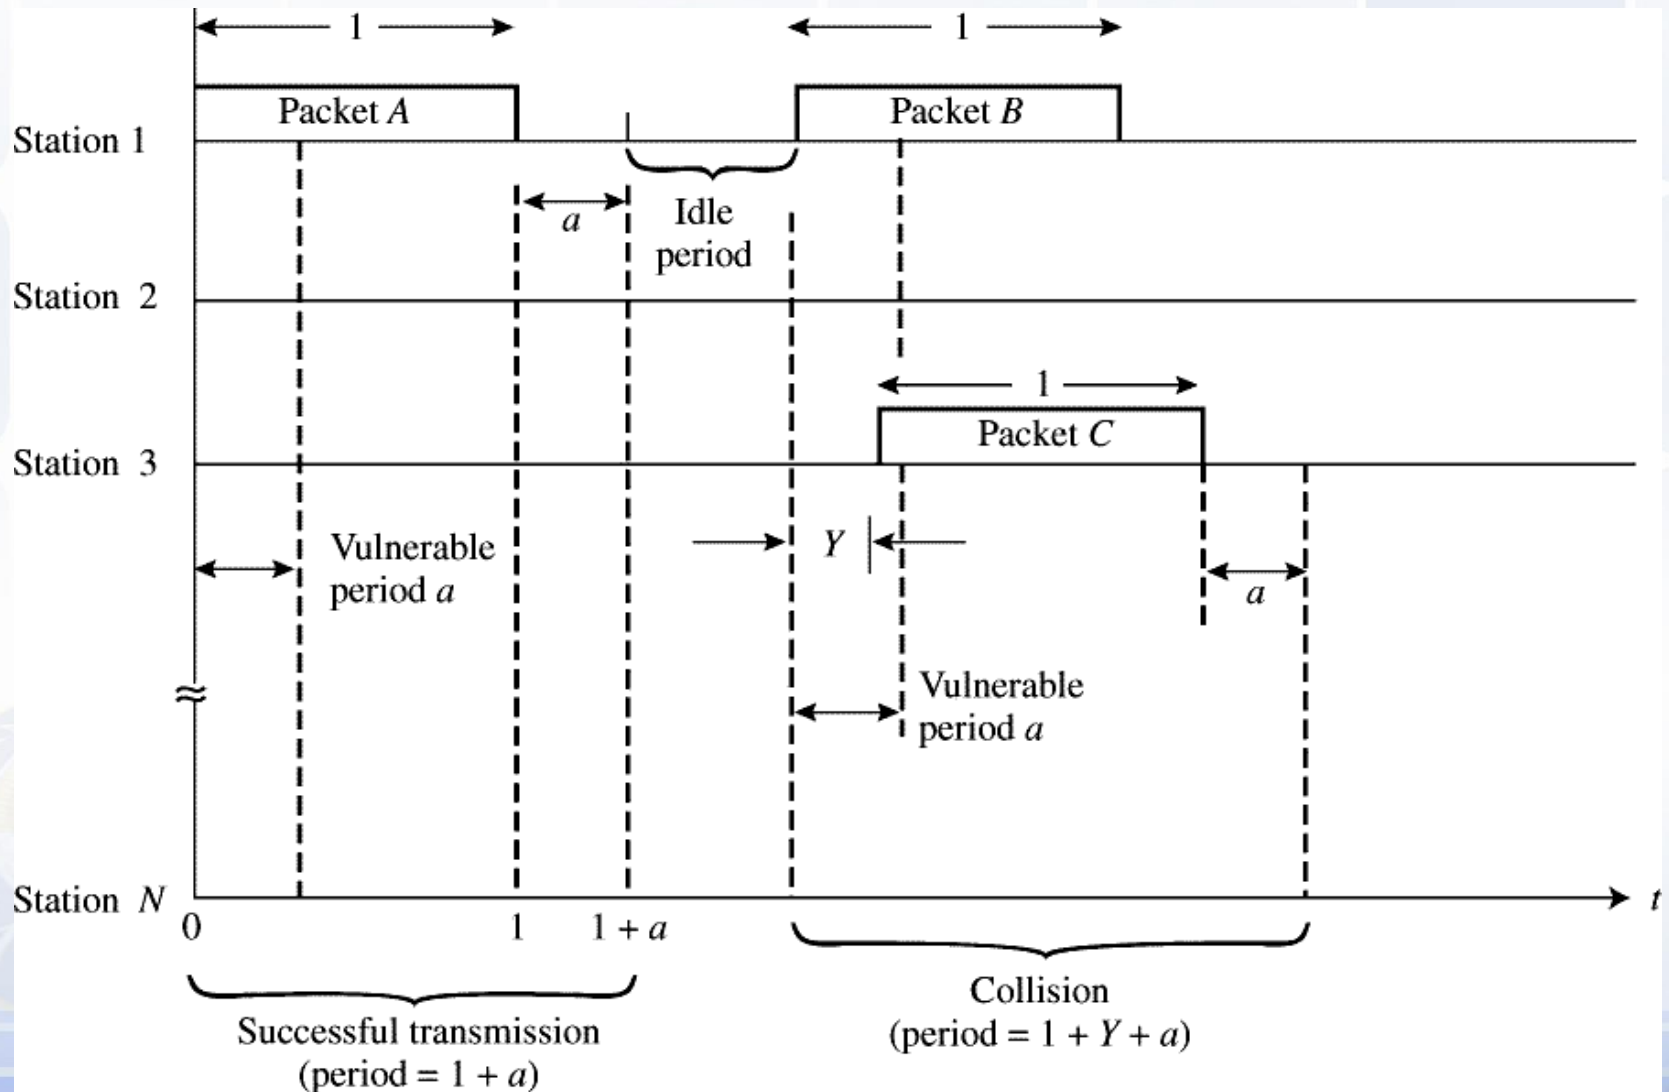 1
1
Packet A
Packet B
Station 1
a
Idle
period
Station 2
1
Packet C
Station 3
Vulnerable
period a
Y
a
Vulnerable
period a
Station N
t
0
1
1 + a
Collision
(period = 1 + Y + a)
Successful transmission
(period = 1 + a)